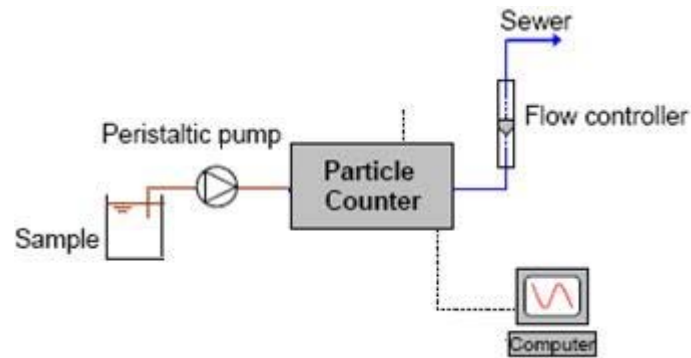 Sewer
Flow controller
Peristaltic pump
Particle
Counter
Sample
Computer